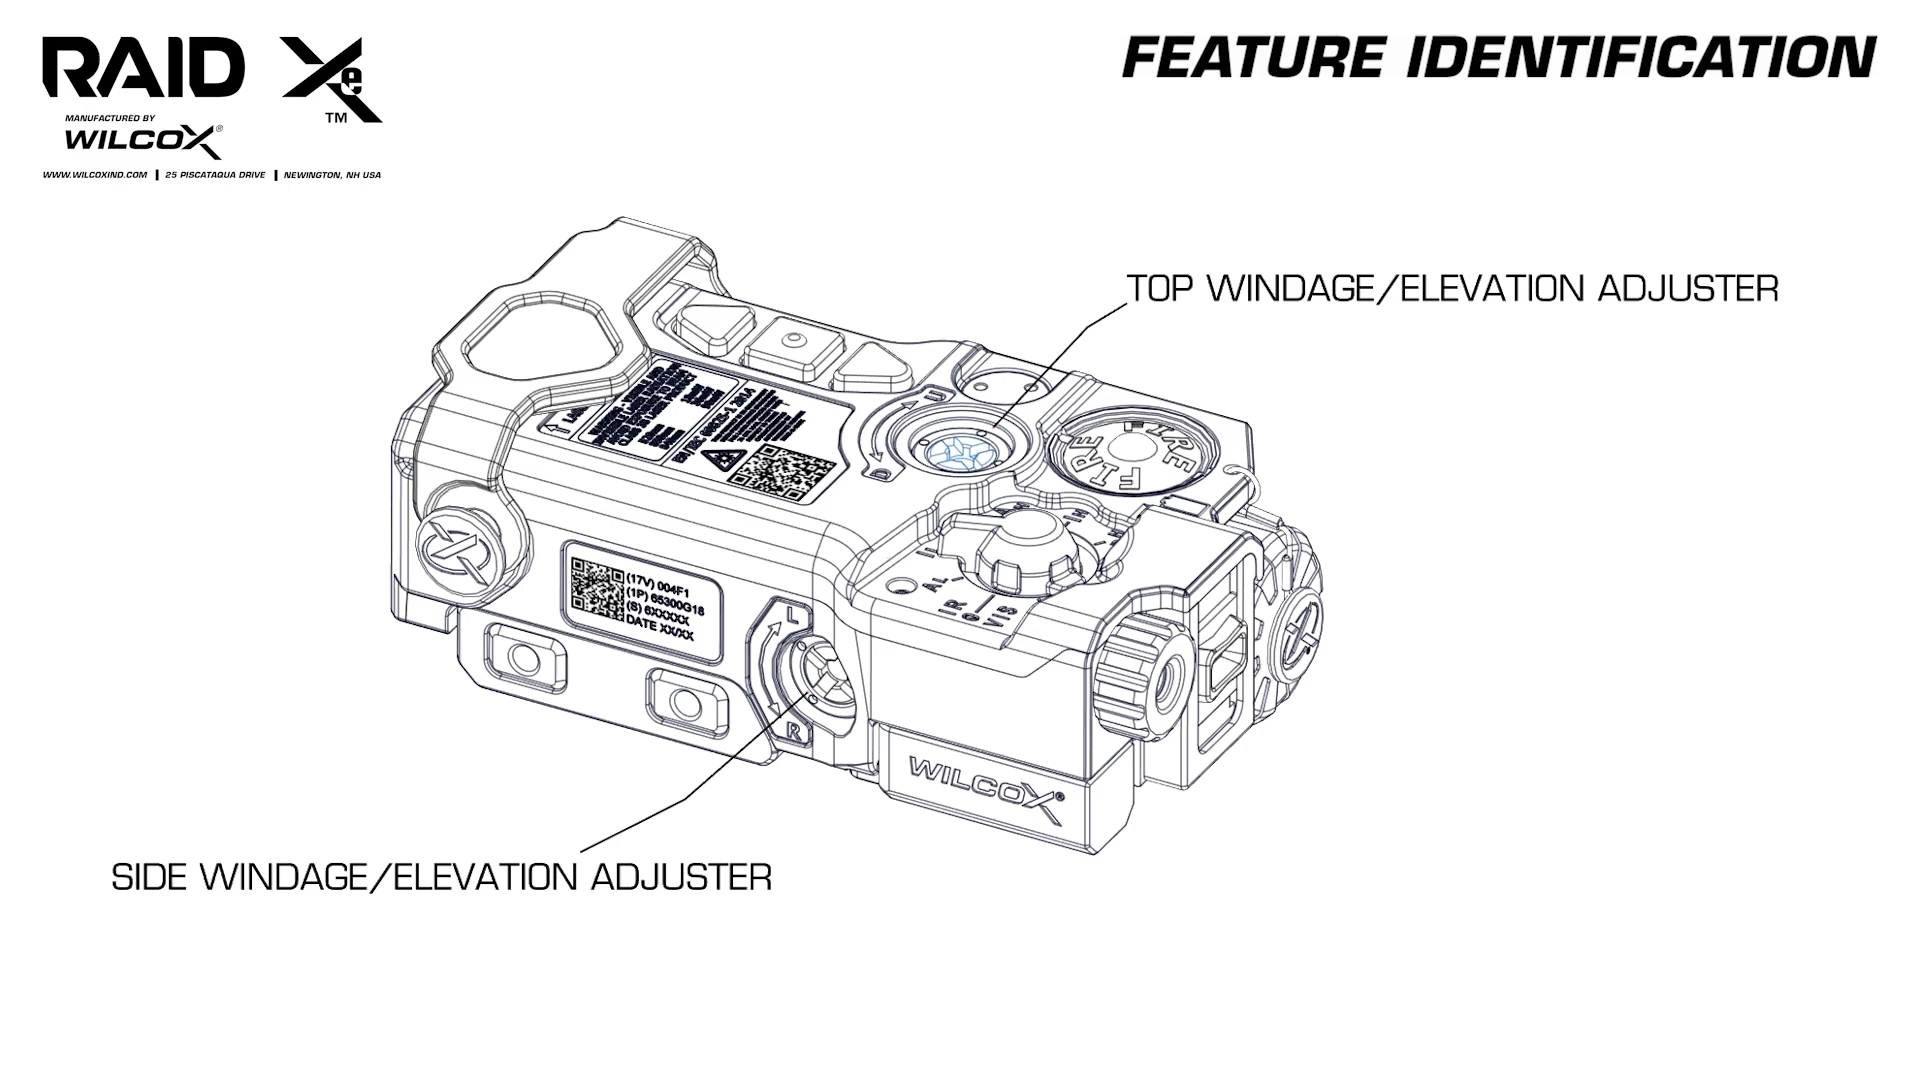 RAID Xe™
FEATURE IDENTIFICATION
MANUFACTURED BY
WILCOX®
WWW.WILCOXIND.COM | 25 PISCATAQUA DRIVE | NEWINGTON, NH USA
TOP WINDAGE/ELEVATION ADJUSTER
U
D
FIRE
FIRE
(17V) 004F1
(1P) 65300G18
(S) 6XXXXX
DATE XX/XX
AL
IR
VIS
L
R
WILCOX®
SIDE WINDAGE/ELEVATION ADJUSTER